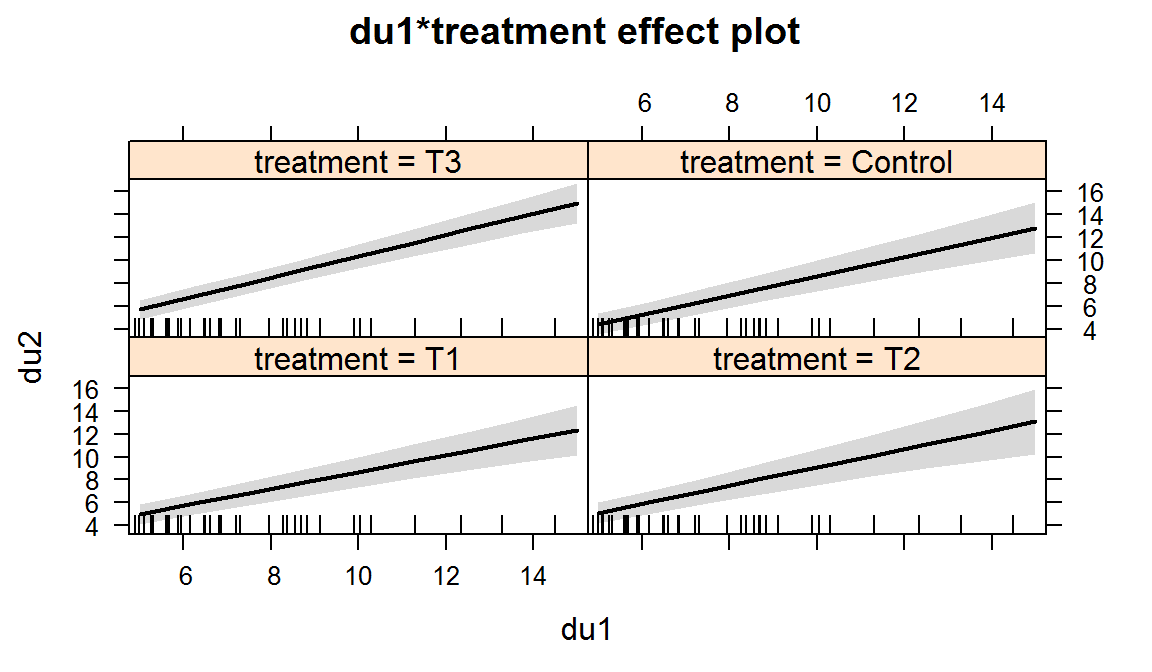 du1*treatment effect plot
6 8 10 12 14
treatment = T3
treatment = Control
16
14
12
10
8
6
4
du2
treatment = T1
treatment = T2
16
14
12
10
8
6
4
6 8 10 12 14
du1